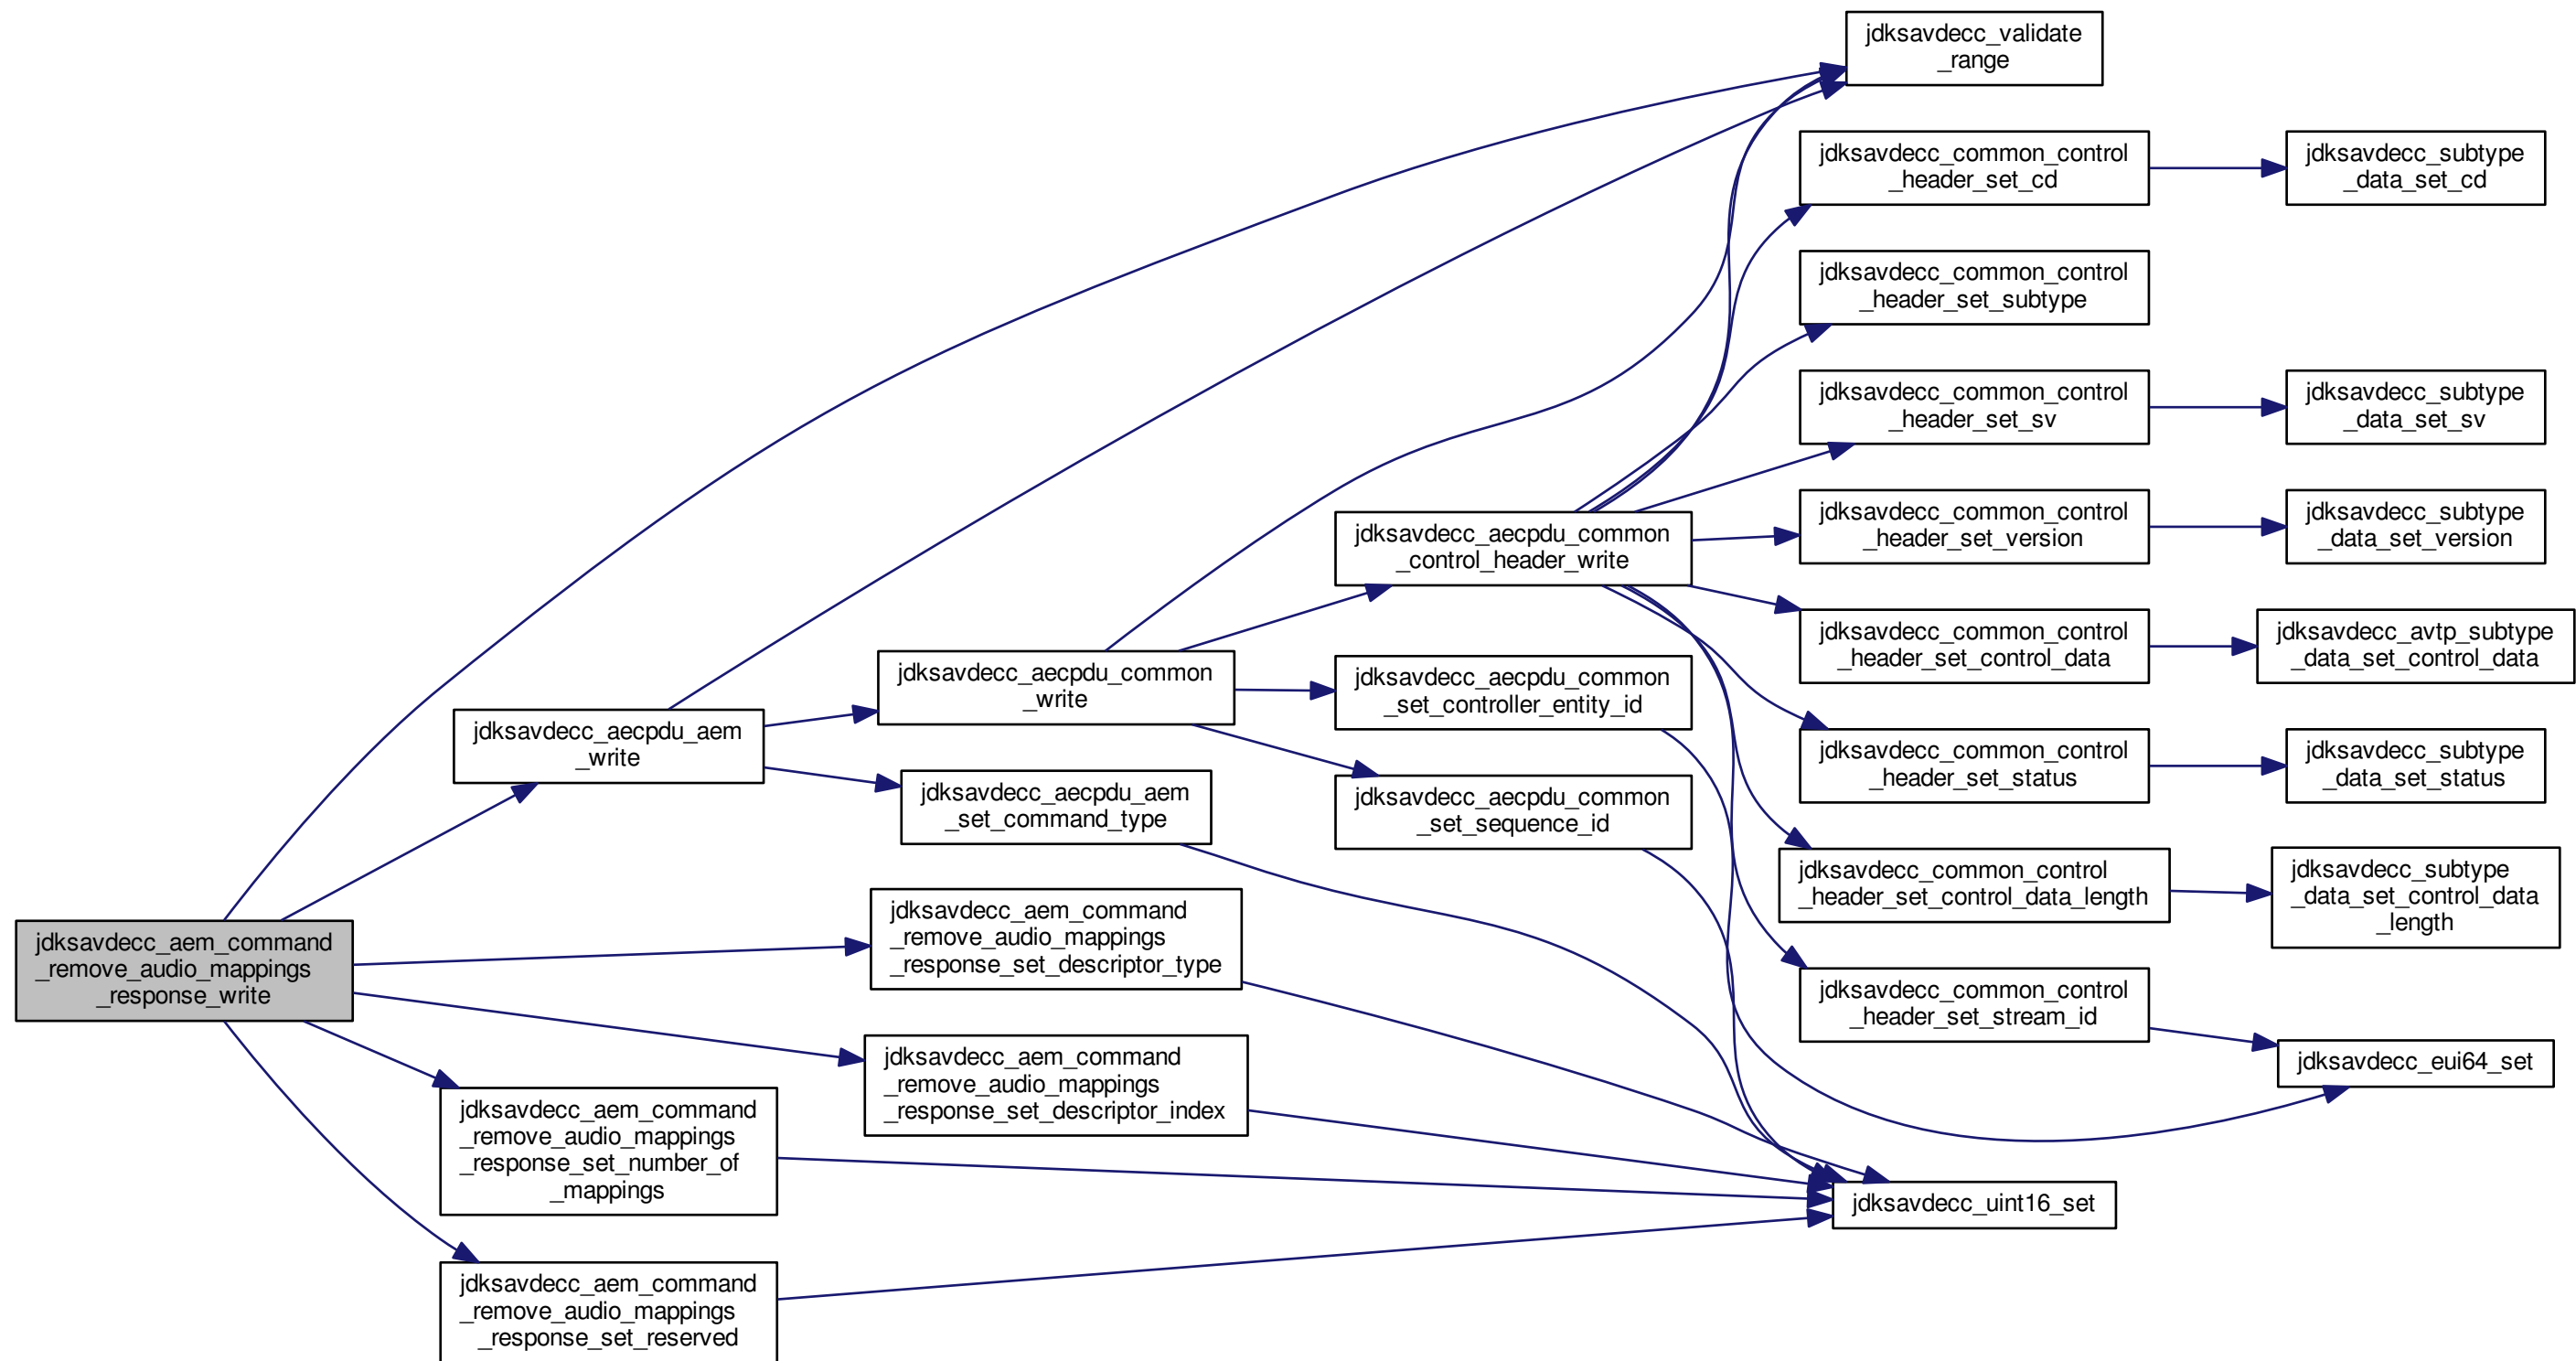 jdksavdecc_validate
_range
jdksavdecc_common_control
_header_set_cd
jdksavdecc_subtype
_data_set_cd
jdksavdecc_common_control
_header_set_subtype
jdksavdecc_common_control
_header_set_sv
jdksavdecc_subtype
_data_set_sv
jdksavdecc_aecpdu_common
_control_header_write
jdksavdecc_common_control
_header_set_version
jdksavdecc_subtype
_data_set_version
jdksavdecc_common_control
_header_set_control_data
jdksavdecc_avtp_subtype
_data_set_control_data
jdksavdecc_aecpdu_common
_write
jdksavdecc_aecpdu_common
_set_controller_entity_id
jdksavdecc_aecpdu_aem
_write
jdksavdecc_common_control
_header_set_status
jdksavdecc_subtype
_data_set_status
jdksavdecc_aecpdu_aem
_set_command_type
jdksavdecc_aecpdu_common
_set_sequence_id
jdksavdecc_common_control
_header_set_control_data_length
jdksavdecc_subtype
_data_set_control_data
_length
jdksavdecc_aem_command
_remove_audio_mappings
_response_set_descriptor_type
jdksavdecc_aem_command
_remove_audio_mappings
_response_write
jdksavdecc_common_control
_header_set_stream_id
jdksavdecc_eui64_set
jdksavdecc_aem_command
_remove_audio_mappings
_response_set_descriptor_index
jdksavdecc_aem_command
_remove_audio_mappings
_response_set_number_of
_mappings
jdksavdecc_uint16_set
jdksavdecc_aem_command
_remove_audio_mappings
_response_set_reserved